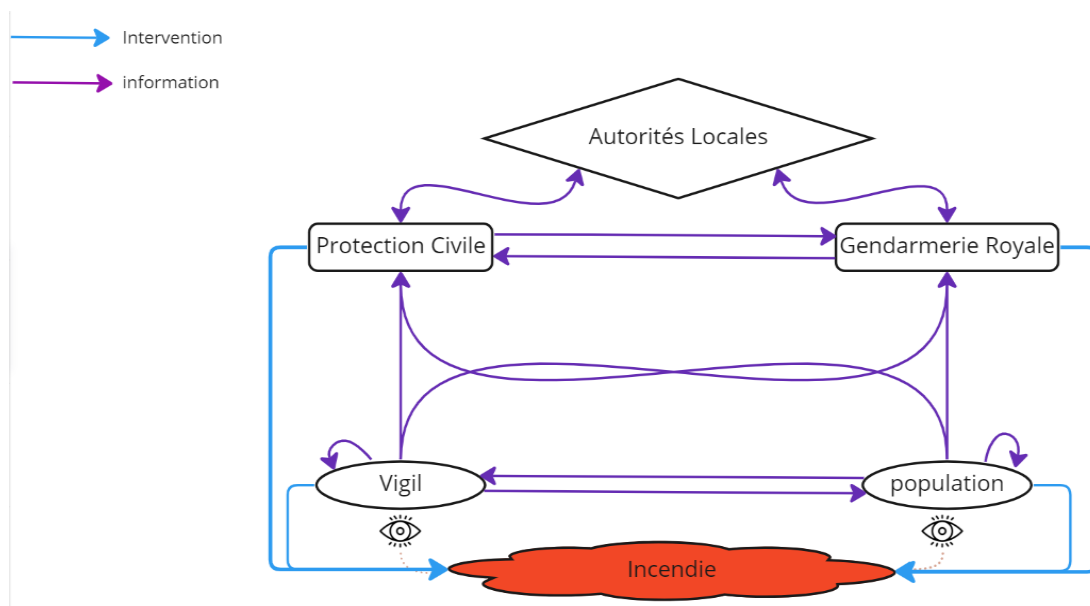 Intervention
information
Autorités Locales
Protection Civile
Gendarmerie Royale
Vigil
population
Incendie